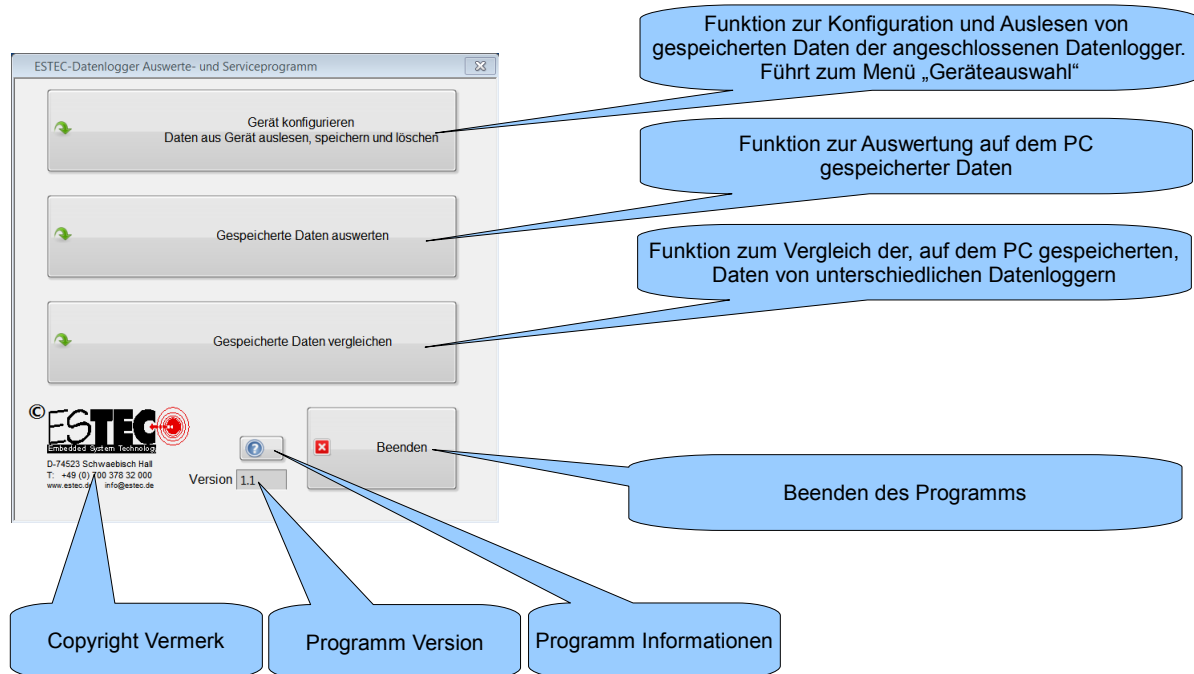 Funktion zur Konfiguration und Auslesen von
gespeicherten Daten der angeschlossenen Datenlogger.
Führt zum Menü „Geräteauswahl“
ESTEC-Datenlogger Auswerte- und Serviceprogramm
Gerät konfigurieren
Daten aus Gerät auslesen, speichern und löschen
Funktion zur Auswertung auf dem PC
gespeicherter Daten
Gespeicherte Daten auswerten
Funktion zum Vergleich der, auf dem PC gespeicherten,
Daten von unterschiedlichen Datenloggern
Gespeicherte Daten vergleichen
©
ESTEC
Embedded System Technology
D-74523 Schwaebisch Hall
T: +49 (0) 700 378 32 000
www.estec.de info@estec.de
Version 1.1
Beenden
Beenden des Programms
Copyright Vermerk
Programm Version
Programm Informationen